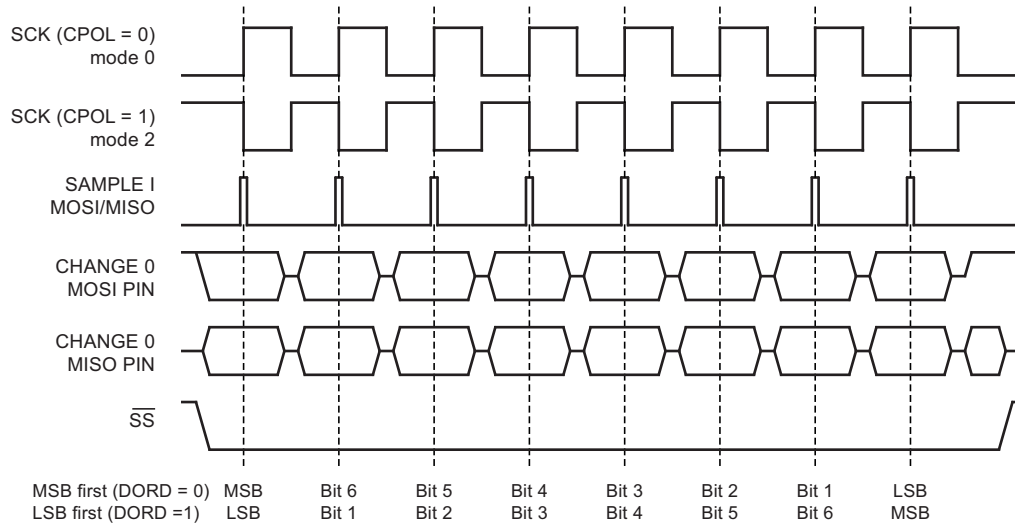 SCK (CPOL = 0)
mode 0
SCK (CPOL = 1)
mode 2
SAMPLE I
MOSI/MISO
CHANGE 0
MOSI PIN
CHANGE 0
MISO PIN
SS
MSB first (DORD = 0) MSB Bit 6 Bit 5 Bit 4 Bit 3 Bit 2 Bit 1 LSB
LSB first (DORD =1) LSB Bit 1 Bit 2 Bit 3 Bit 4 Bit 5 Bit 6 MSB